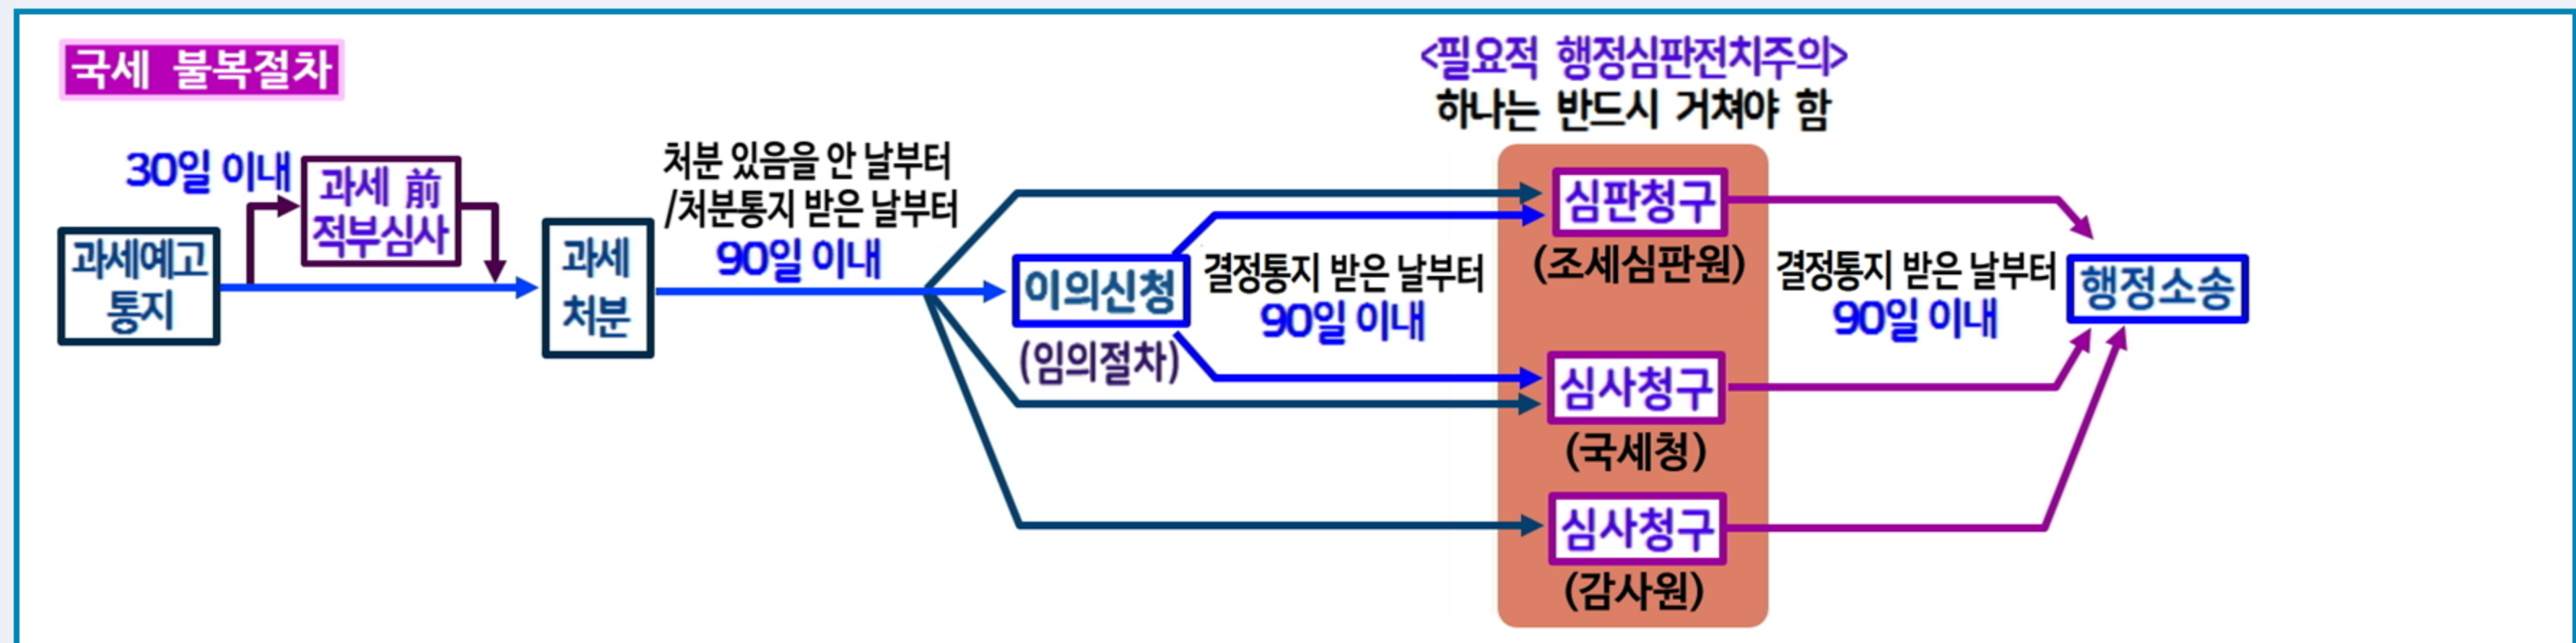 국세 불복절차
<필요적 행정심판전치주의>
하나는 반드시 거쳐야 함
30일 이내
과세 前
적부심사
과세예고
통지
과세
처분
처분 있음을 안 날부터
/처분통지 받은 날부터
90일 이내
이의신청
(임의절차)
결정통지 받은 날부터
90일 이내
심판청구
(조세심판원)
심사청구
(국세청)
심사청구
(감사원)
결정통지 받은 날부터
90일 이내
행정소송